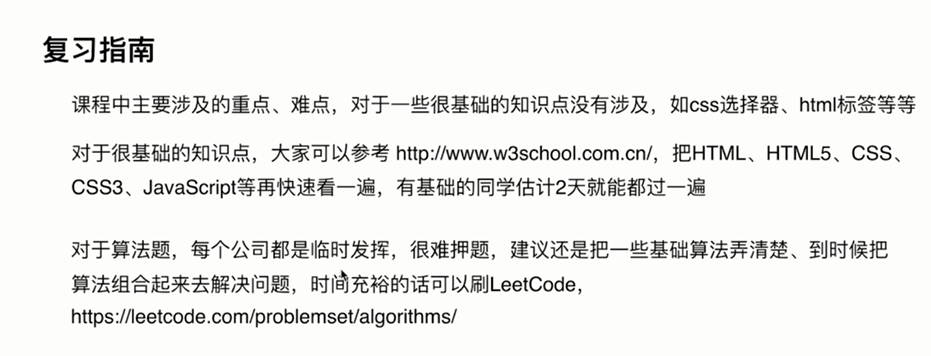 复习指南
课程中主要涉及的重点、难点，对于一些很基础的知识点没有涉及，如css选择器、html标签等等
对于很基础的知识点，大家可以参考 http://www.w3school.com.cn/，把HTML、HTML5、CSS、
CSS3、JavaScript等再快速看一遍，有基础的同学估计2天就能都过一遍
对于算法题，每个公司都是临时发挥，很难押题，建议还是把一些基础算法弄清楚、到时候把
算法组合起来去解决问题，时间充裕的话可以刷LeetCode，
https://leetcode.com/problemset/algorithms/